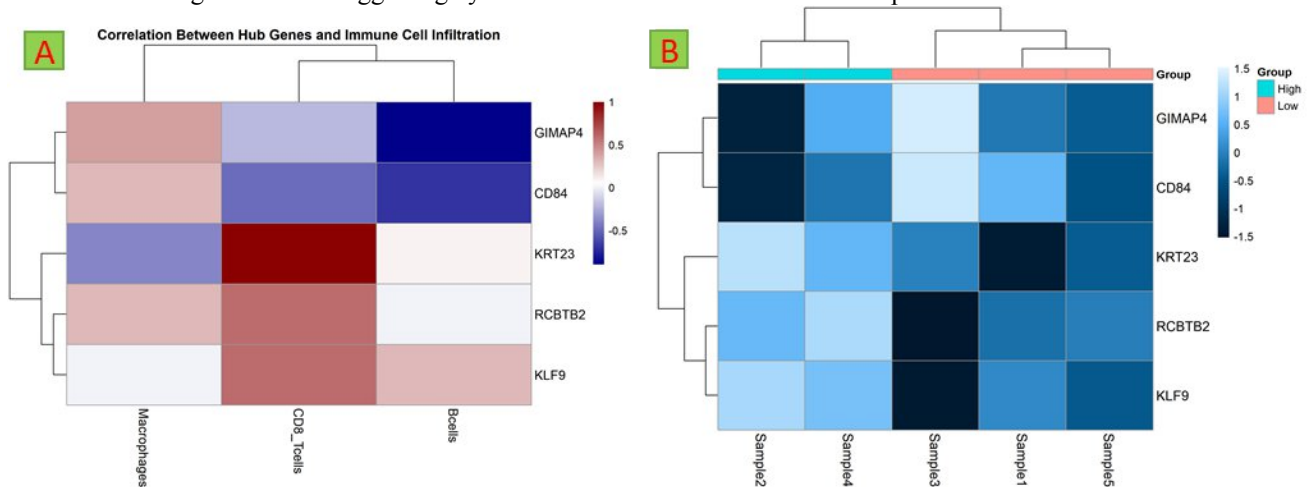 A
Correlation Between Hub Genes and Immune Cell Infiltration
GIMAP4
CD84
KRT23
RCBTB2
KLF9
1
0.5
0
-0.5
Macrophages
CD8_Tcells
Bcells
B
Group
GIMAP4
CD84
KRT23
RCBTB2
KLF9
1.5
1
0.5
0
-0.5
-1
-1.5
Group
High
Low
Sample2
Sample4
Sample3
Sample1
Sample5